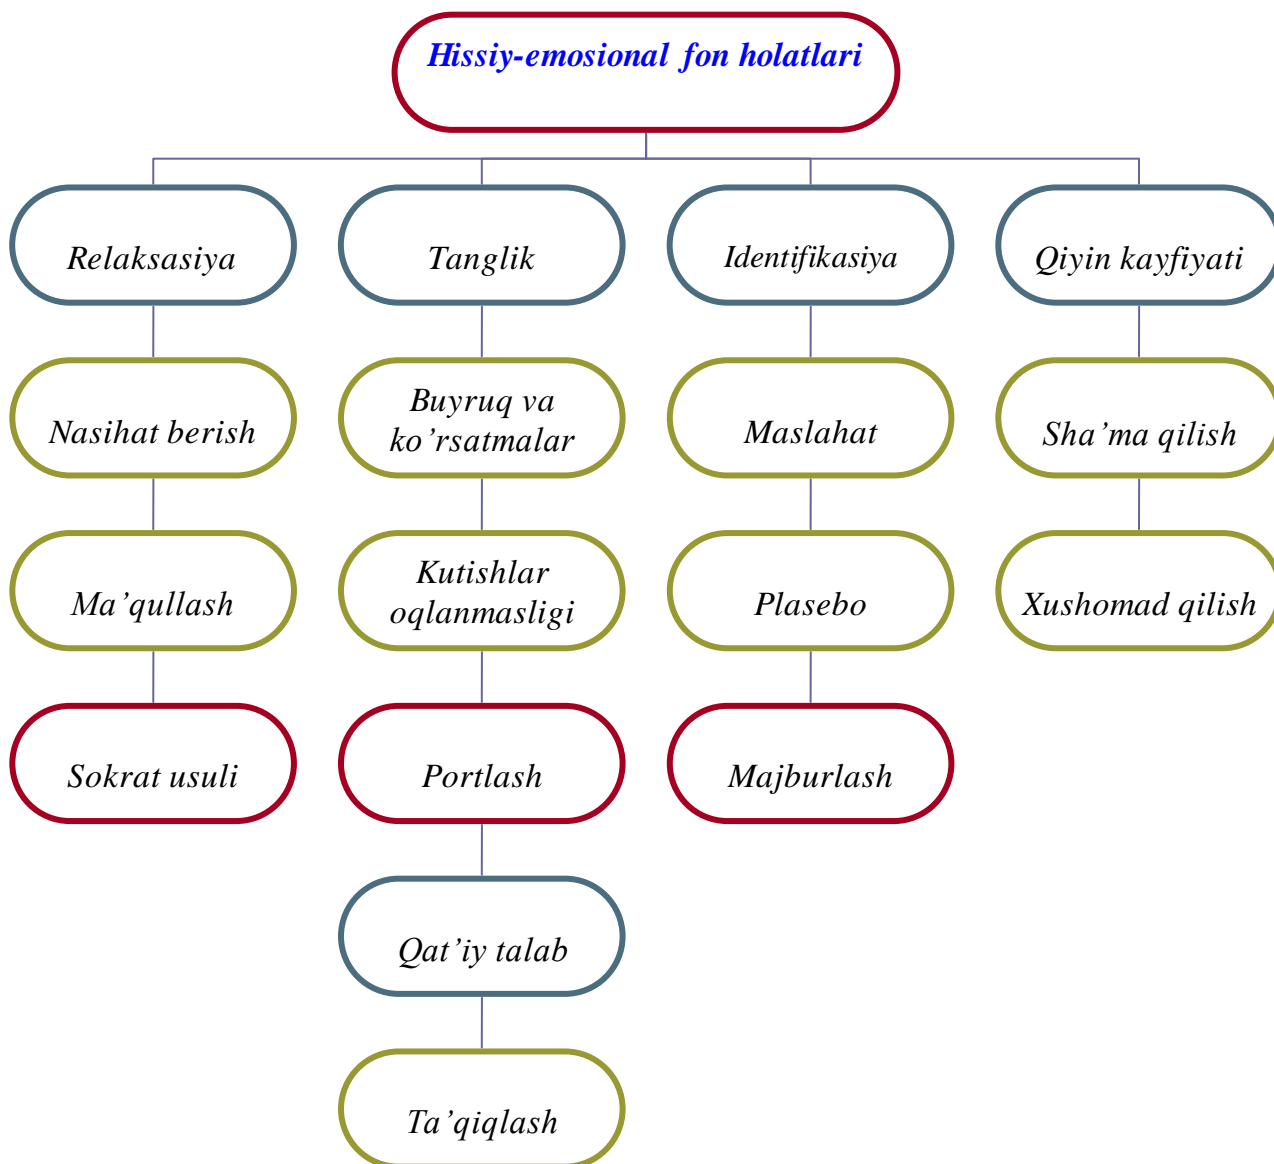 Hissiy-emosional fon holatlari
Relaksasiya
Tanglik
Identifikasiya
Qiyin kayfiyati
Nasihat berish
Buyruq va
ko’rsatmalar
Maslahat
Sha’ma qilish
Ma’qullash
Kutishlar
oqlanmasligi
Plasebo
Xushomad qilish
Sokrat usuli
Portlash
Majburlash
Qat’iy talab
Ta’qiqlash